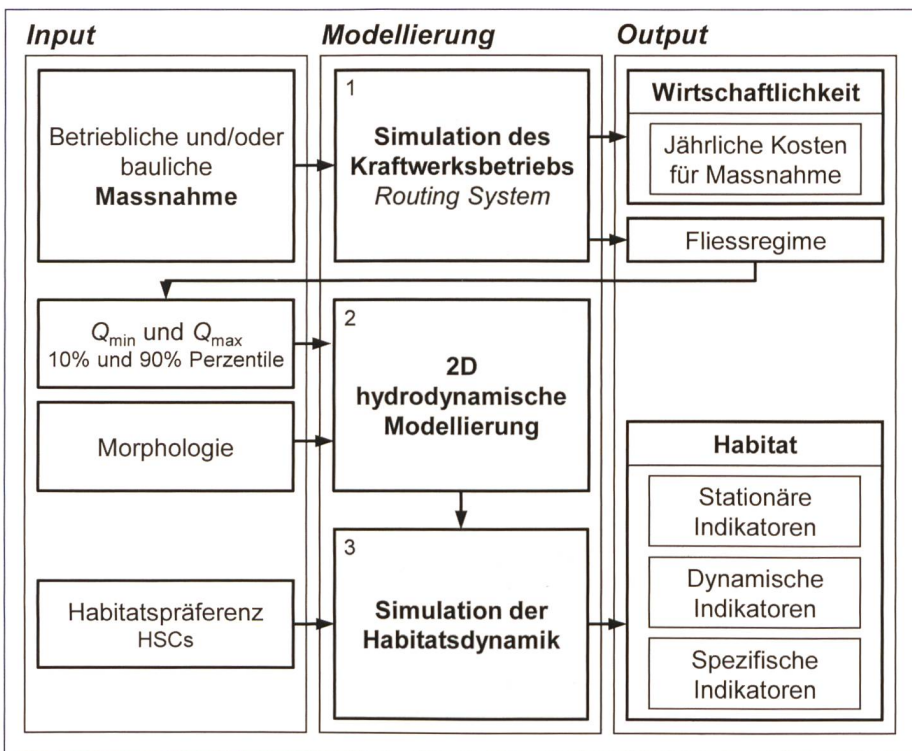 Input
Modellierung
Output
Betriebliche und/oder
bauliche
Massnahme
1
Simulation des
Kraftwerksbetriebs
Routing System
Wirtschaftlichkeit
Jährliche Kosten
für Massnahme
Fliessregime
Qmin und Qmax
10% und 90% Perzentile
Morphologie
2
2D
hydrodynamische
Modellierung
Habitatspräferenz
HSCs
3
Simulation der
Habitatsdynamik
Habitat
Stationäre
Indikatoren
Dynamische
Indikatoren
Spezifische
Indikatoren